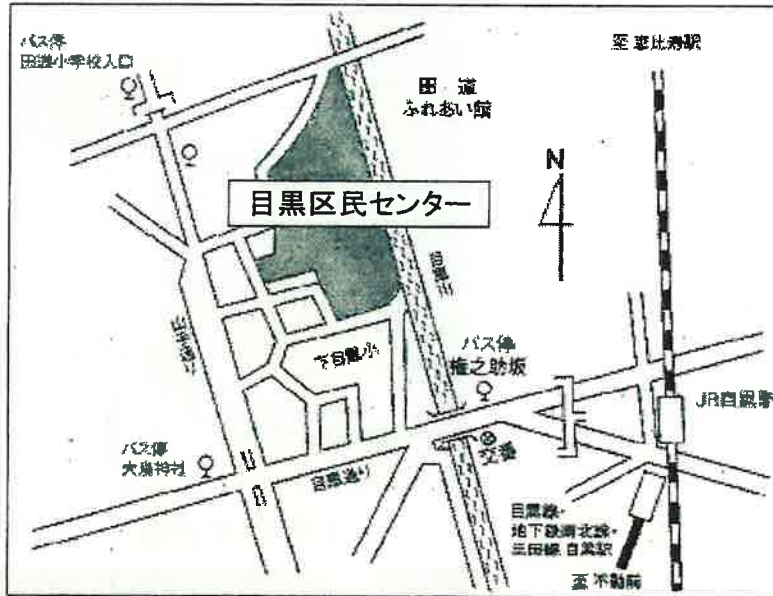 バス停
田道小学校入口
至 恵比寿駅
田 道
ふれあい館
N
目黒区民センター
目黒川
山手通り
下目黒小
バス停
権之助坂
JR目黒駅
バス停
大鳥神社
交番
目黒通り
目黒線・
地下鉄南北線・
三田線 目黒駅
至 不動前